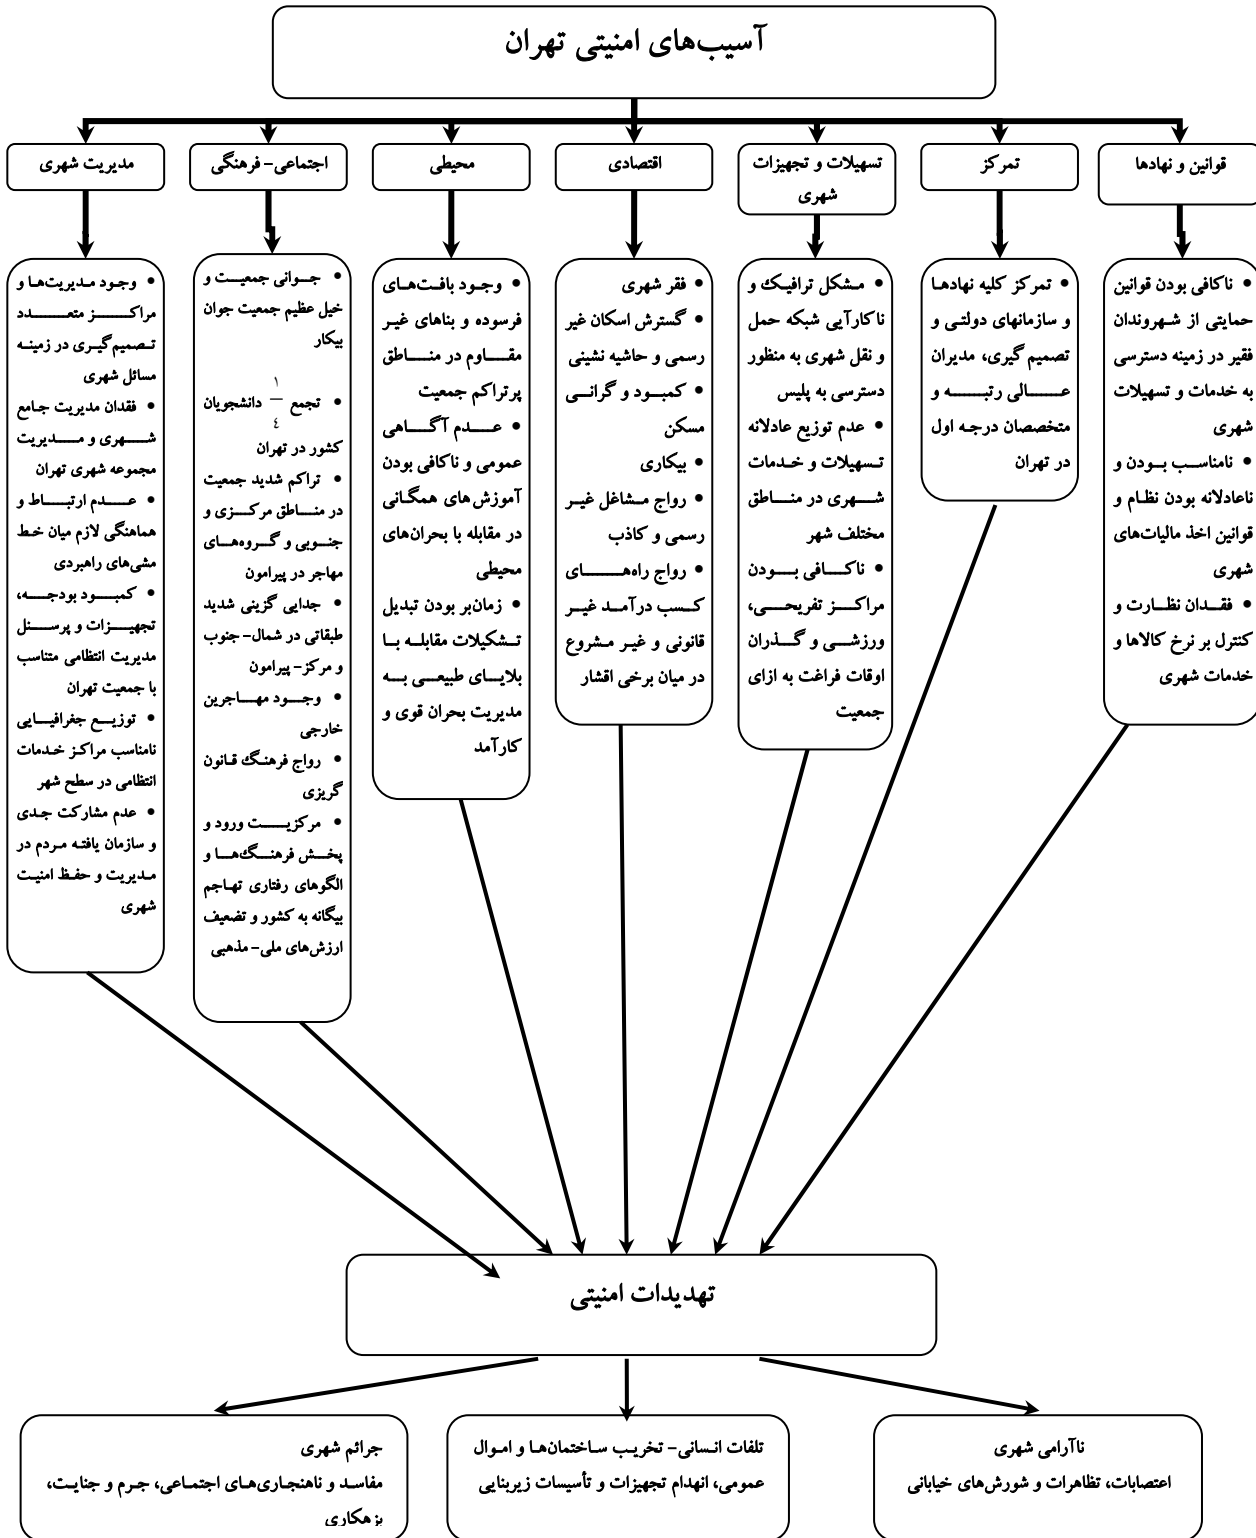 آسیب‌های امنیتی تهران
قوانین و نهادها
تمرکز
تسهیلات و تجهیزات
شهری
اقتصادی
محیطی
اجتماعی- فرهنگی
مدیریت شهری
• ناکافی بودن قوانین
حمایتی از شهروندان
فقیر در زمینه دسترسی
به خدمات و تسهیلات
شهری
• نامناسب بودن و
ناعادلانه بودن نظام و
قوانین اخذ مالیات‌های
شهری
• فقدان نظارت و
کنترل بر نرخ کالاها و
خدمات شهری
• تمرکز کلیه نهادها
و سازمانهای دولتی و
تصمیم گیری، مدیران
عالی رتبه و
متخصصان درجه اول
در تهران
• مشکل ترافیک و
ناکارآیی شبکه حمل
و نقل شهری به منظور
دسترسی به پلیس
• عدم توزیع عادلانه
تسهیلات و خدمات
شهری در مناطق
مختلف شهر
• ناکافی بودن
مراکز تفریحی،
ورزشی و گذران
اوقات فراغت به ازای
جمعیت
• فقر شهری
• گسترش اسکان غیر
رسمی و حاشیه نشینی
• کمبود و گرانی
مسکن
• بیکاری
• رواج مشاغل غیر
رسمی و کاذب
• رواج راه‌های
کسب درآمد غیر
قانونی و غیر مشروع
در میان برخی اقشار
• وجود بافت‌های
فرسوده و بناهای غیر
مقاوم در مناطق
پرتراکم جمعیت
• عدم آگاهی
عمومی و ناکافی بودن
آموزش‌های همگانی
در مقابله با بحران‌های
محیطی
• زمان‌بر بودن تبدیل
تشکیلات مقابله با
بلایای طبیعی به
مدیریت بحران قوی و
کارآمد
• جوانی جمعیت و
خیل عظیم جمعیت جوان
بیکار
• تجمع ۱/٤ دانشجویان
کشور در تهران
• تراکم شدید جمعیت
در مناطق مرکزی و
جنوبی و گروه‌های
مهاجر در پیرامون
• جدایی گزینی شدید
طبقاتی در شمال- جنوب
و مرکز- پیرامون
• وجود مهاجرین
خارجی
• رواج فرهنگ قانون
گریزی
• مرکزیت ورود و
پخش فرهنگ‌ها و
الگوهای رفتاری تهاجم
بیگانه به کشور و تضعیف
ارزش‌های ملی- مذهبی
• وجود مدیریت‌ها و
مراکز متعدد
تصمیم‌گیری در زمینه
مسائل شهری
• فقدان مدیریت جامع
شهری و مدیریت
مجموعه شهری تهران
• عدم ارتباط و
هماهنگی لازم میان خط
مشی‌های راهبردی
• کمبود بودجه،
تجهیزات و پرسنل
مدیریت انتظامی متناسب
با جمعیت تهران
• توزیع جغرافیایی
نامناسب مراکز خدمات
انتظامی در سطح شهر
• عدم مشارکت جدی
و سازمان یافته مردم در
مدیریت و حفظ امنیت
شهری
تهدیدات امنیتی
ناآرامی شهری
اعتصابات، تظاهرات و شورش‌های خیابانی
تلفات انسانی- تخریب ساختمان‌ها و اموال
عمومی، انهدام تجهیزات و تأسیسات زیربنایی
جرائم شهری
مفاسد و ناهنجاری‌های اجتماعی، جرم و جنایت،
بزهکاری